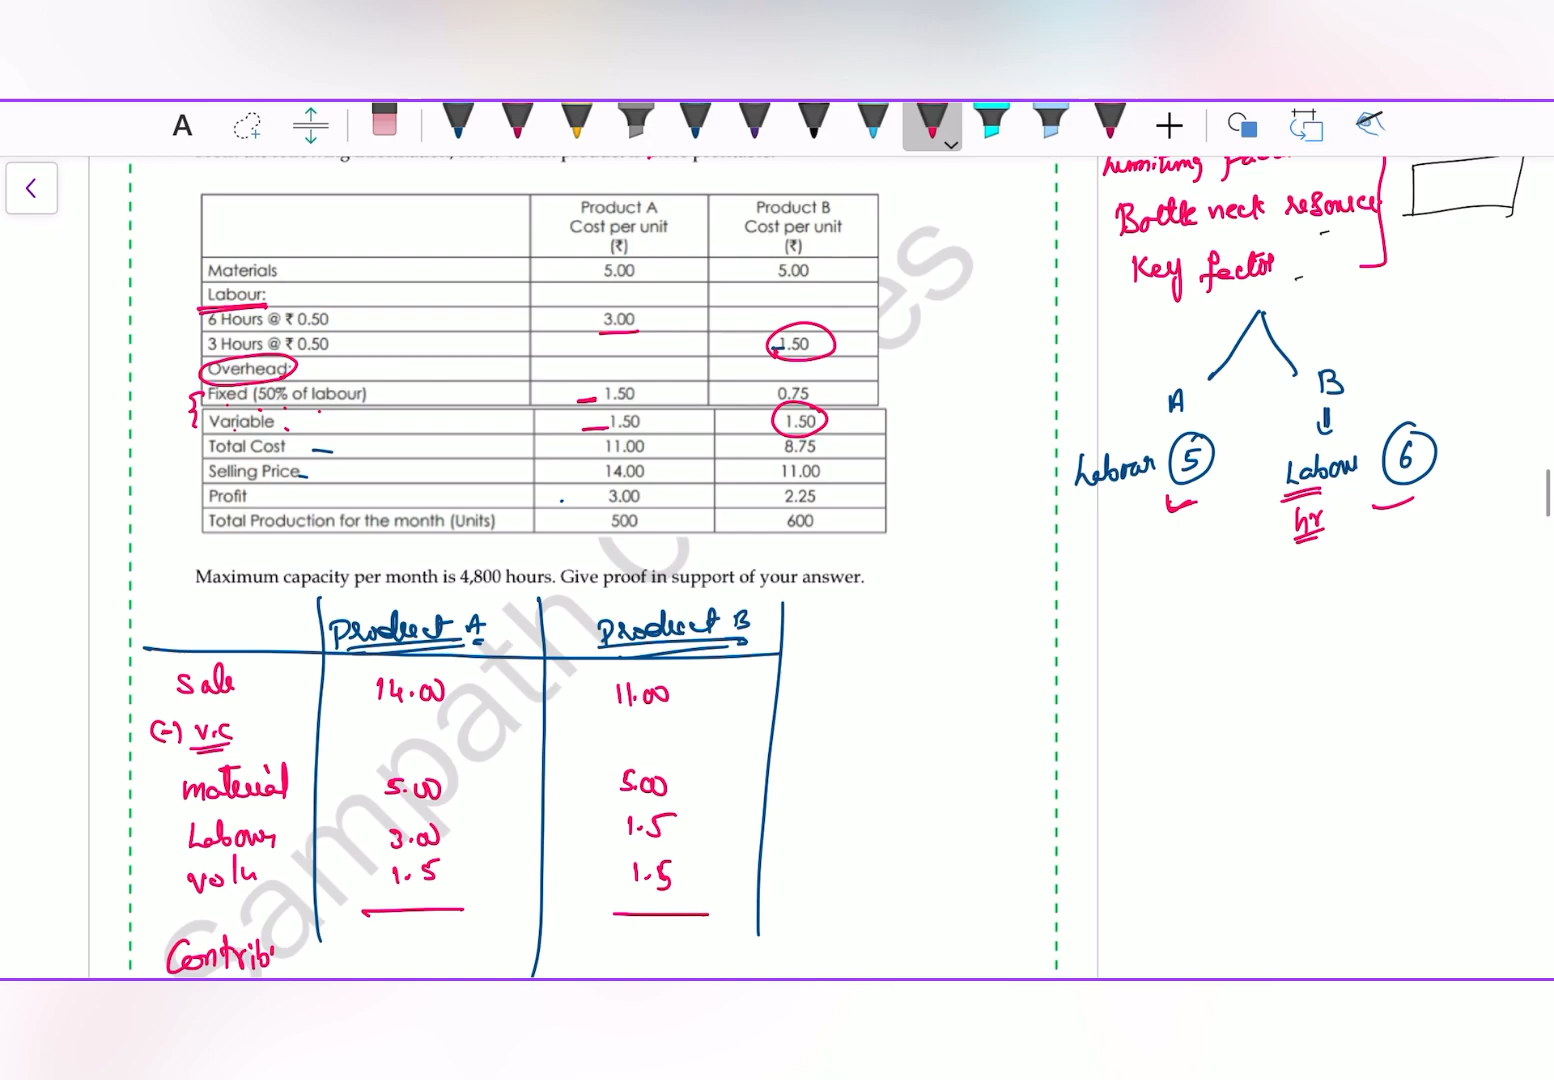 A
Product A Product B
Cost per unit Cost per unit
(₹) (₹)
Materials 5.00 5.00
Labour:
6 Hours @ ₹ 0.50 3.00
3 Hours @ ₹ 0.50 1.50
Overhead:
Fixed (50% of labour) 1.50 0.75
Variable 1.50 1.50
Total Cost 11.00 8.75
Selling Price 14.00 11.00
Profit 3.00 2.25
Total Production for the month (Units) 500 600
Maximum capacity per month is 4,800 hours. Give proof in support of your answer.
Product A Product B
Sale 14.00 11.00
(-) V.C
Material 5.00 5.00
Labour 3.00 1.5
1.5 1.5
Contrib
Bottle neck
Key factor
A B
Labour 5 Labour 6
hr
Sampath